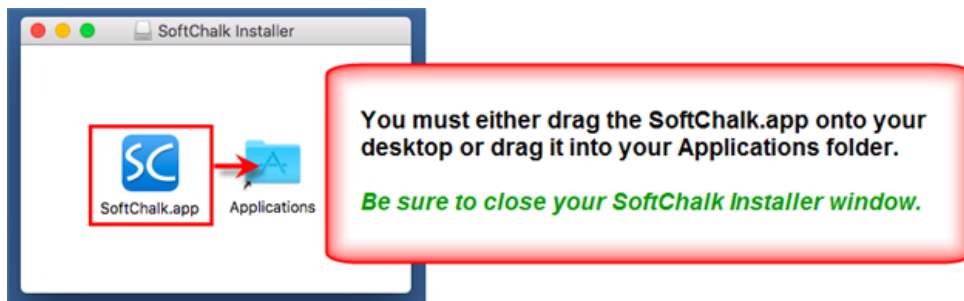 SoftChalk Installer
SC
SoftChalk.app
Applications
You must either drag the SoftChalk.app onto your
desktop or drag it into your Applications folder.
Be sure to close your SoftChalk Installer window.